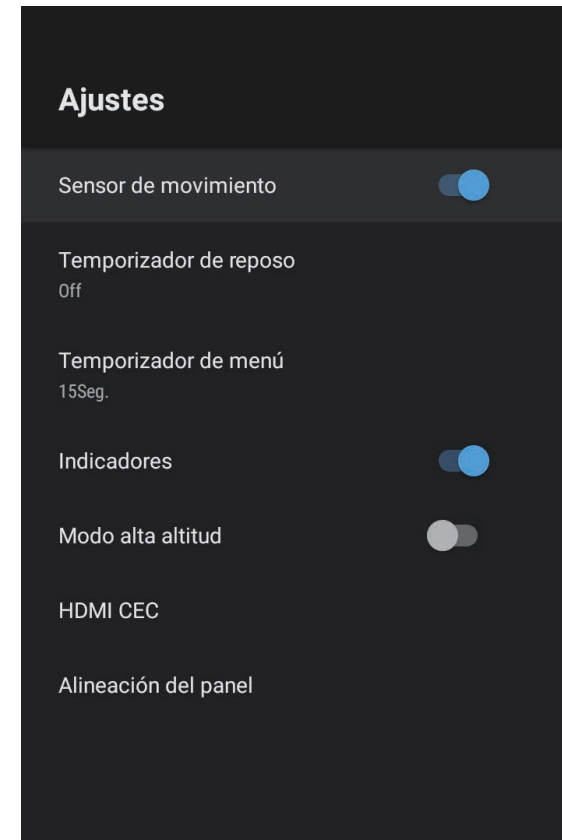 Ajustes
Sensor de movimiento
Temporizador de reposo
Off
Temporizador de menú
15Seg.
Indicadores
Modo alta altitud
HDMI CEC
Alineación del panel